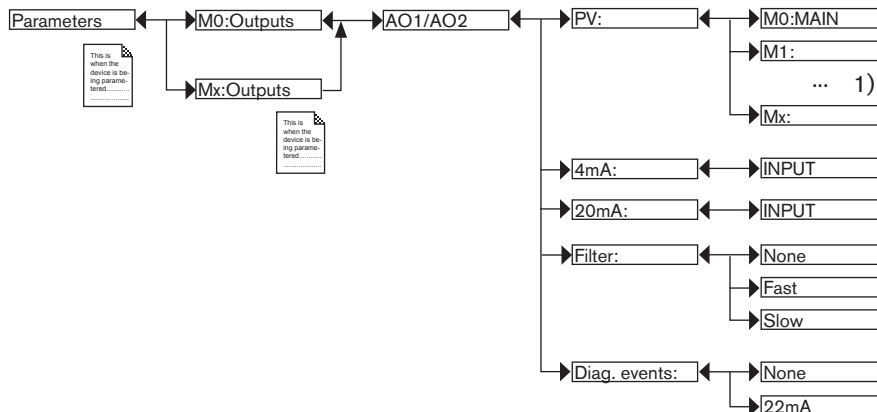 Parameters
M0:Outputs
AO1/AO2
PV:
M0:MAIN
M1:
... 1)
Mx:
This is
when the
device is be-
ing parame-
tered............
......................
Mx:Outputs
This is
when the
device is be-
ing parame-
tered............
......................
4mA:
INPUT
20mA:
INPUT
Filter:
None
Fast
Slow
Diag. events:
None
22mA